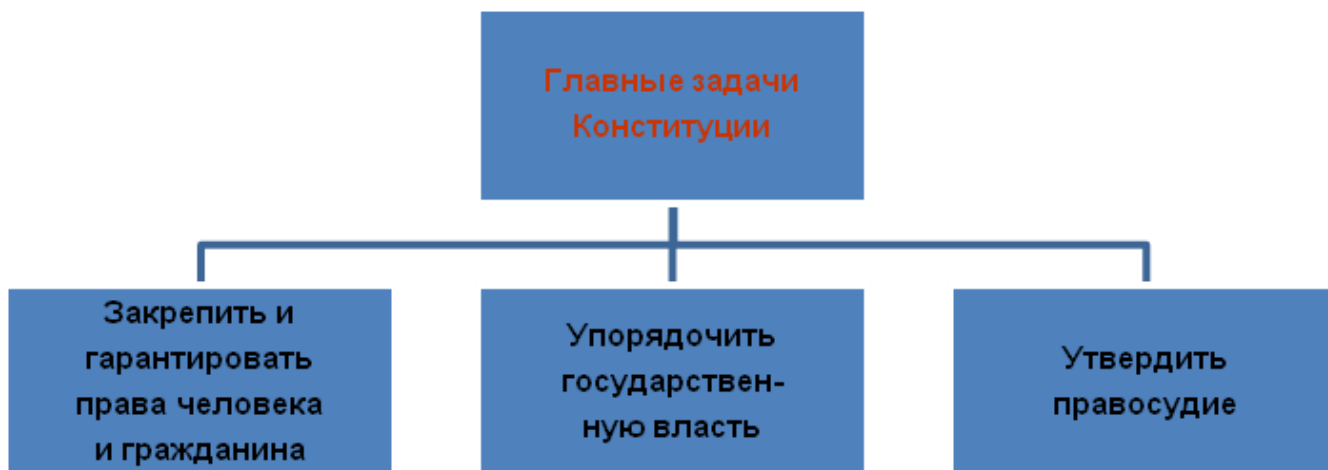 Главные задачи
Конституции
Закрепить и
гарантировать
права человека
и гражданина
Упорядочить
государствен-
ную власть
Утвердить
правосудие